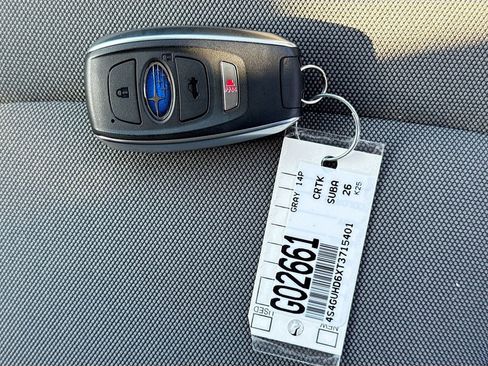 GRAY 14P
CRTK
SUBA
26
K25
G02661
4S4GUHD6XT3715401
USED
NEW